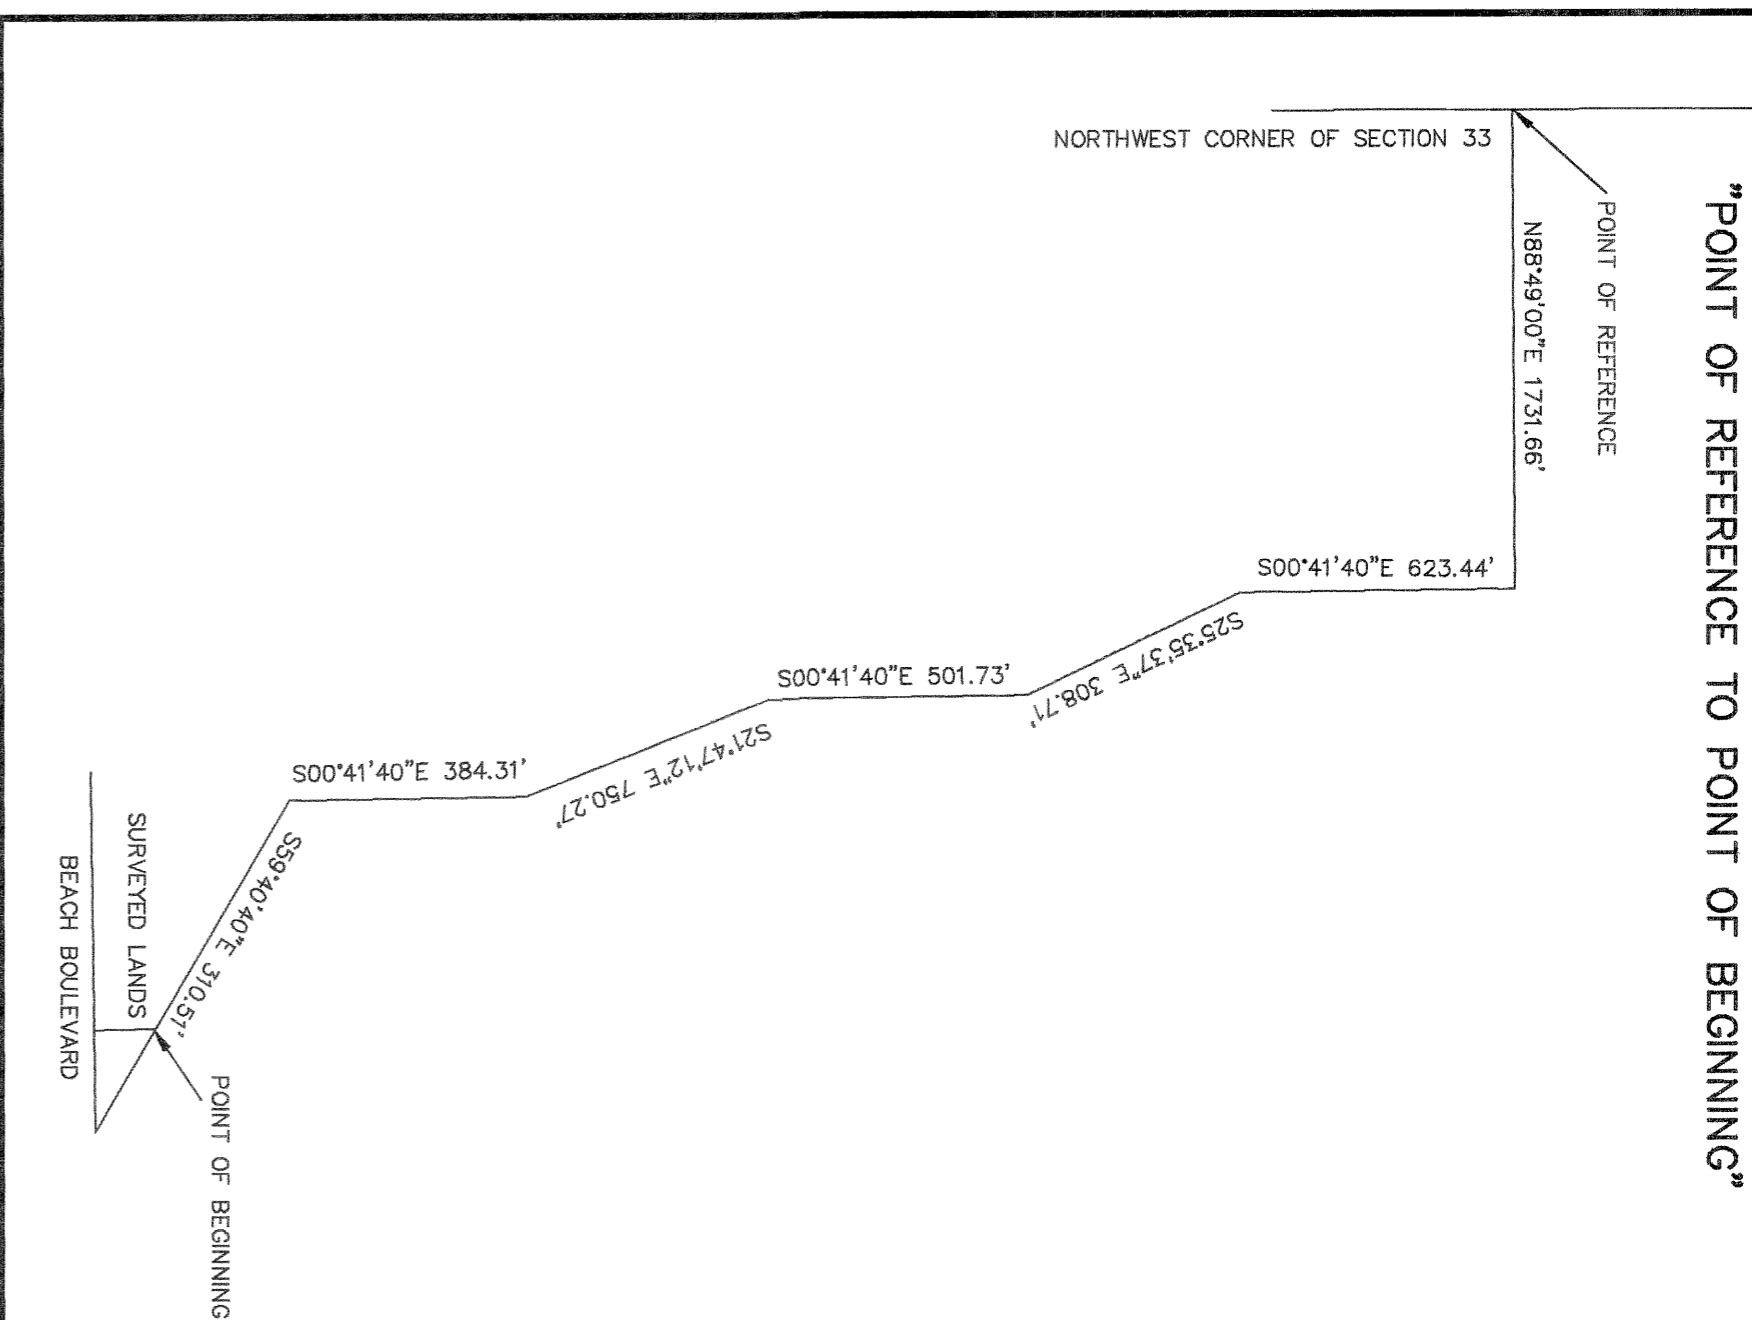 "POINT OF REFERENCE TO POINT OF BEGINNING"
POINT OF REFERENCE
NORTHWEST CORNER OF SECTION 33
N88°49'00"E 1731.66'
S00°41'40"E 623.44'
S25°35'37"E 308.71'
S00°41'40"E 501.73'
S21°47'12"E 750.27'
S00°41'40"E 384.31'
S59°40'40"E 310.51'
POINT OF BEGINNING
SURVEYED LANDS
BEACH BOULEVARD